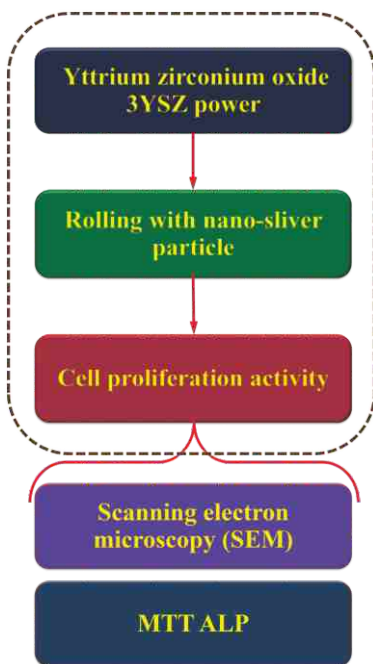 Yttrium zirconium oxide
3YSZ power
Rolling with nano-sliver
particle
Cell proliferation activity
Scanning electron
microscopy (SEM)
MTT ALP